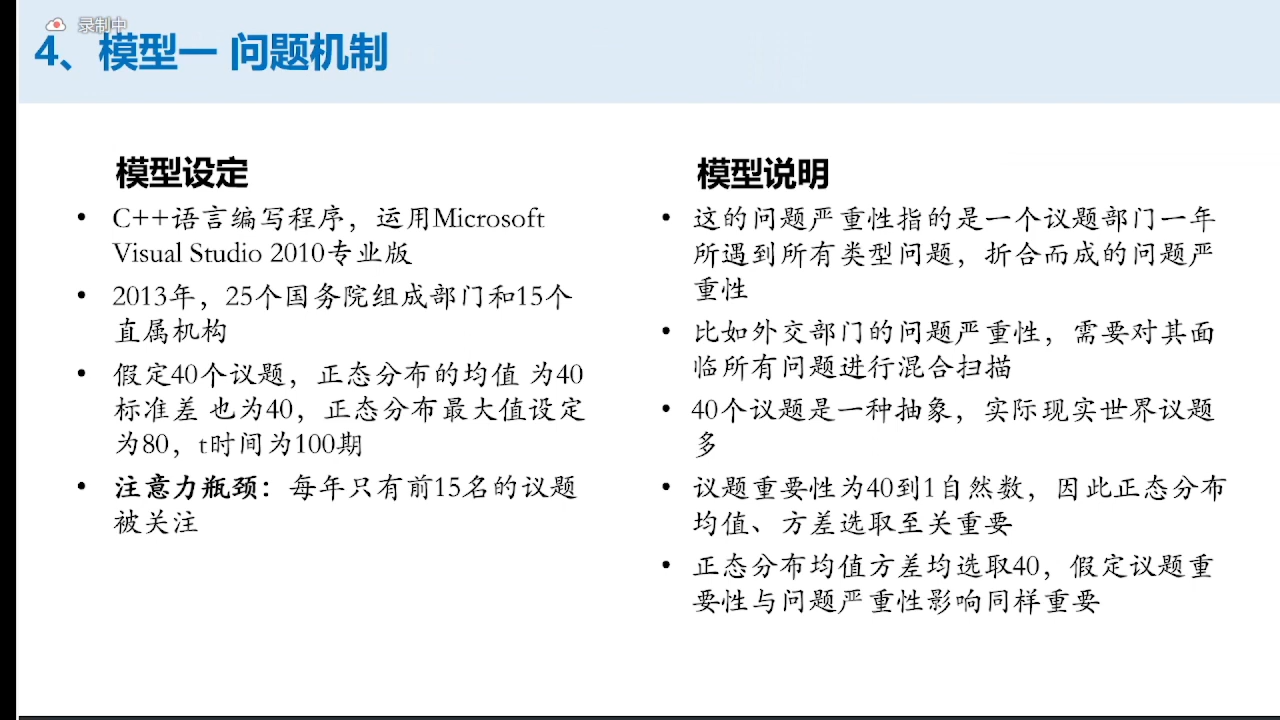 录制中
4、模型一 问题机制
模型设定
• C++语言编写程序，运用Microsoft
Visual Studio 2010专业版
• 2013年，25个国务院组成部门和15个
直属机构
• 假定40个议题，正态分布的均值 为40
标准差 也为40，正态分布最大值设定
为80，t时间为100期
• 注意力瓶颈：每年只有前15名的议题
被关注
模型说明
• 这的问题严重性指的是一个议题部门一年
所遇到所有类型问题，折合而成的问题严
重性
• 比如外交部门的问题严重性，需要对其面
临所有问题进行混合扫描
• 40个议题是一种抽象，实际现实世界议题
多
• 议题重要性为40到1自然数，因此正态分布
均值、方差选取至关重要
• 正态分布均值方差均选取40，假定议题重
要性与问题严重性影响同样重要